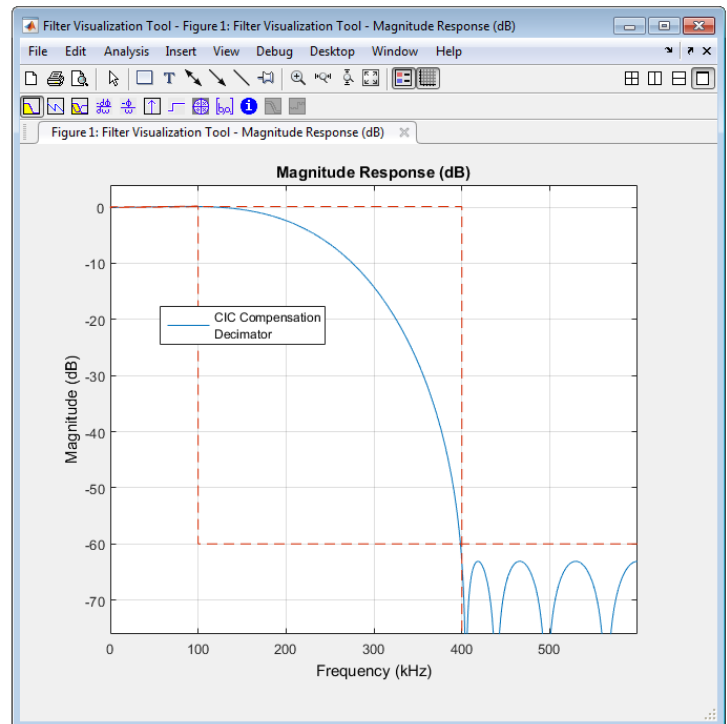 Filter Visualization Tool - Figure 1: Filter Visualization Tool - Magnitude Response (dB)
File Edit Analysis Insert View Debug Desktop Window Help
T
[b,a] i
Figure 1: Filter Visualization Tool - Magnitude Response (dB)
Magnitude Response (dB)
0
-10
-20
-30
-40
-50
-60
-70
Magnitude (dB)
CIC Compensation
Decimator
0 100 200 300 400 500
Frequency (kHz)